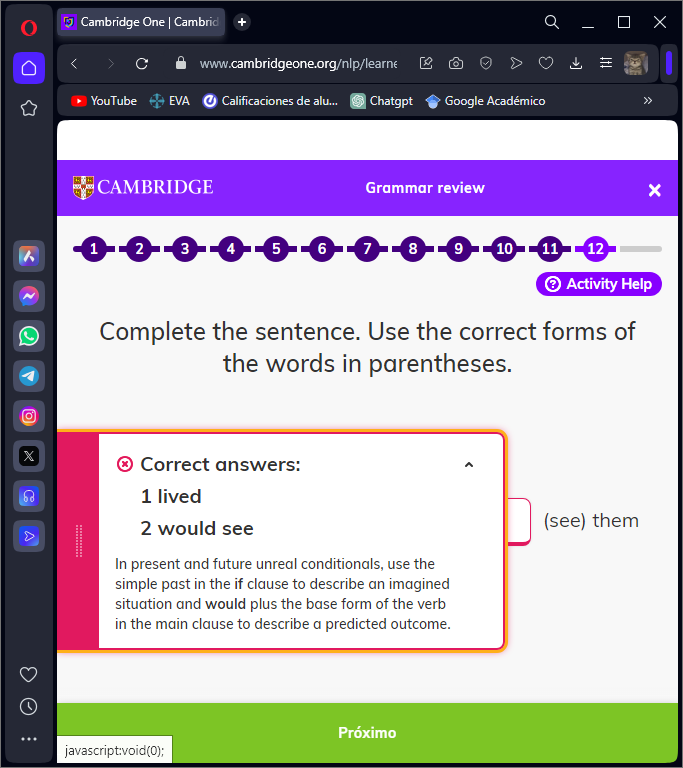 Cambridge One | Cambrid
www.cambridgeone.org/nlp/learne
YouTube
EVA
Calificaciones de alu...
Chatgpt
Google Académico
»
CAMBRIDGE
Grammar review
1 2 3 4 5 6 7 8 9 10 11 12
Activity Help
Complete the sentence. Use the correct forms of
the words in parentheses.
Correct answers:
1 lived
2 would see
(see) them
In present and future unreal conditionals, use the
simple past in the if clause to describe an imagined
situation and would plus the base form of the verb
in the main clause to describe a predicted outcome.
Próximo
javascript:void(0);